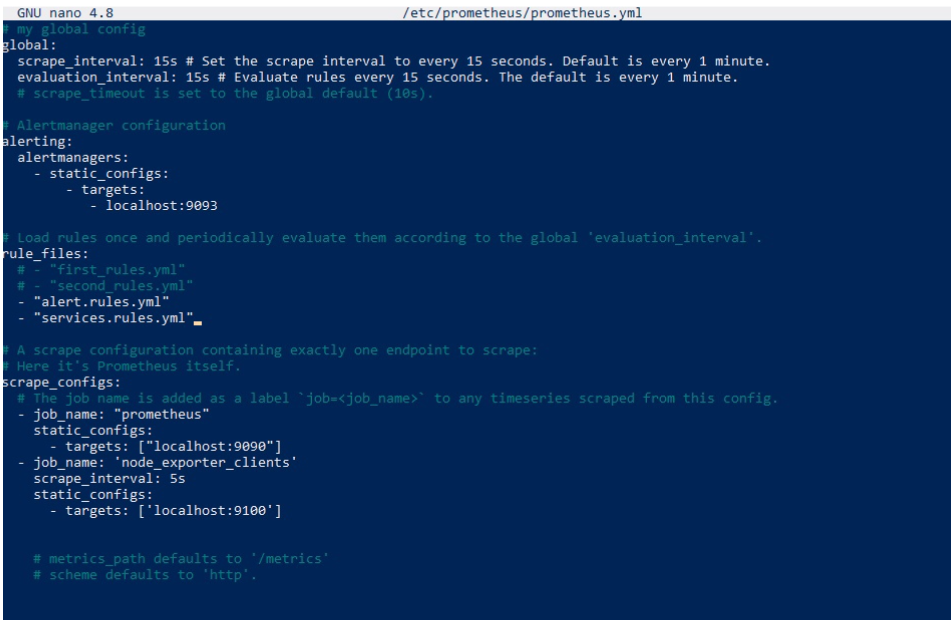 GNU nano 4.8 /etc/prometheus/prometheus.yml
# my global config
global:
  scrape_interval: 15s # Set the scrape interval to every 15 seconds. Default is every 1 minute.
  evaluation_interval: 15s # Evaluate rules every 15 seconds. The default is every 1 minute.
  # scrape_timeout is set to the global default (10s).
# Alertmanager configuration
alerting:
  alertmanagers:
    - static_configs:
        - targets:
           - localhost:9093
# Load rules once and periodically evaluate them according to the global 'evaluation_interval'.
rule_files:
  # - "first_rules.yml"
  # - "second_rules.yml"
  - "alert.rules.yml"
  - "services.rules.yml"
# A scrape configuration containing exactly one endpoint to scrape:
# Here it's Prometheus itself.
scrape_configs:
  # The job name is added as a label `job=<job_name>` to any timeseries scraped from this config.
  - job_name: "prometheus"
    static_configs:
      - targets: ["localhost:9090"]
  - job_name: 'node_exporter_clients'
    scrape_interval: 5s
    static_configs:
      - targets: ['localhost:9100']
    # metrics_path defaults to '/metrics'
    # scheme defaults to 'http'.